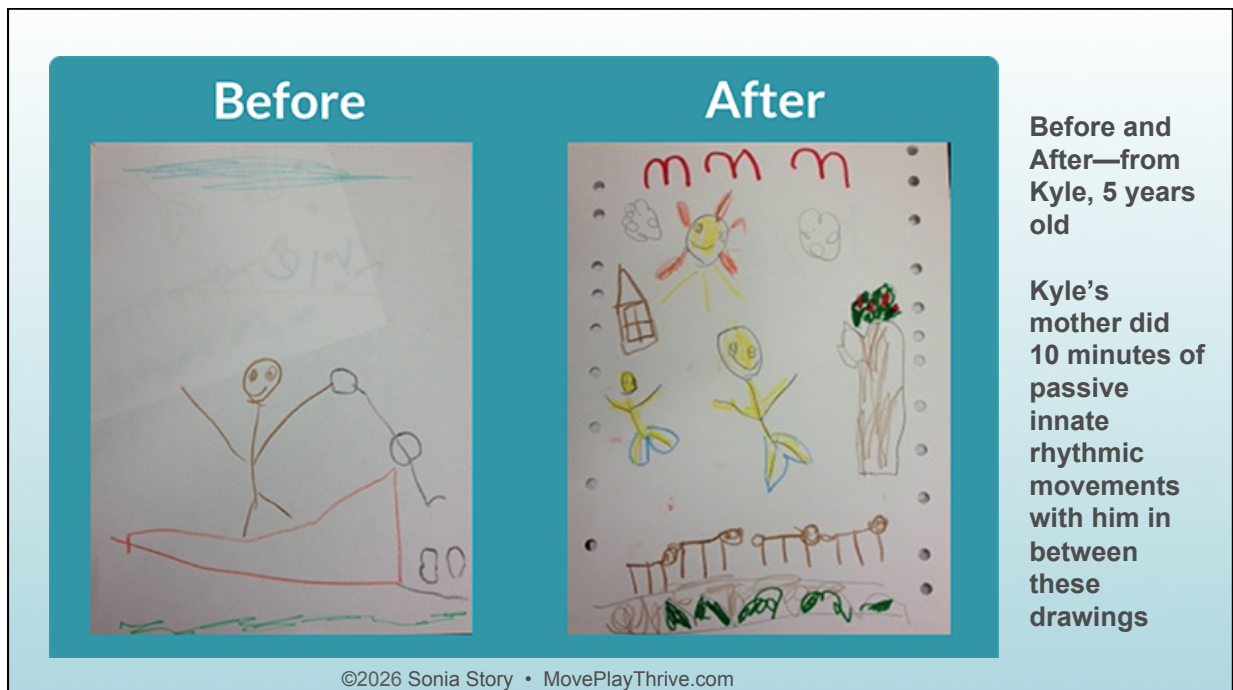 Before
After
Before and
After—from
Kyle, 5 years
old
Kyle’s
mother did
10 minutes of
passive
innate
rhythmic
movements
with him in
between
these
drawings
©2026 Sonia Story • MovePlayThrive.com